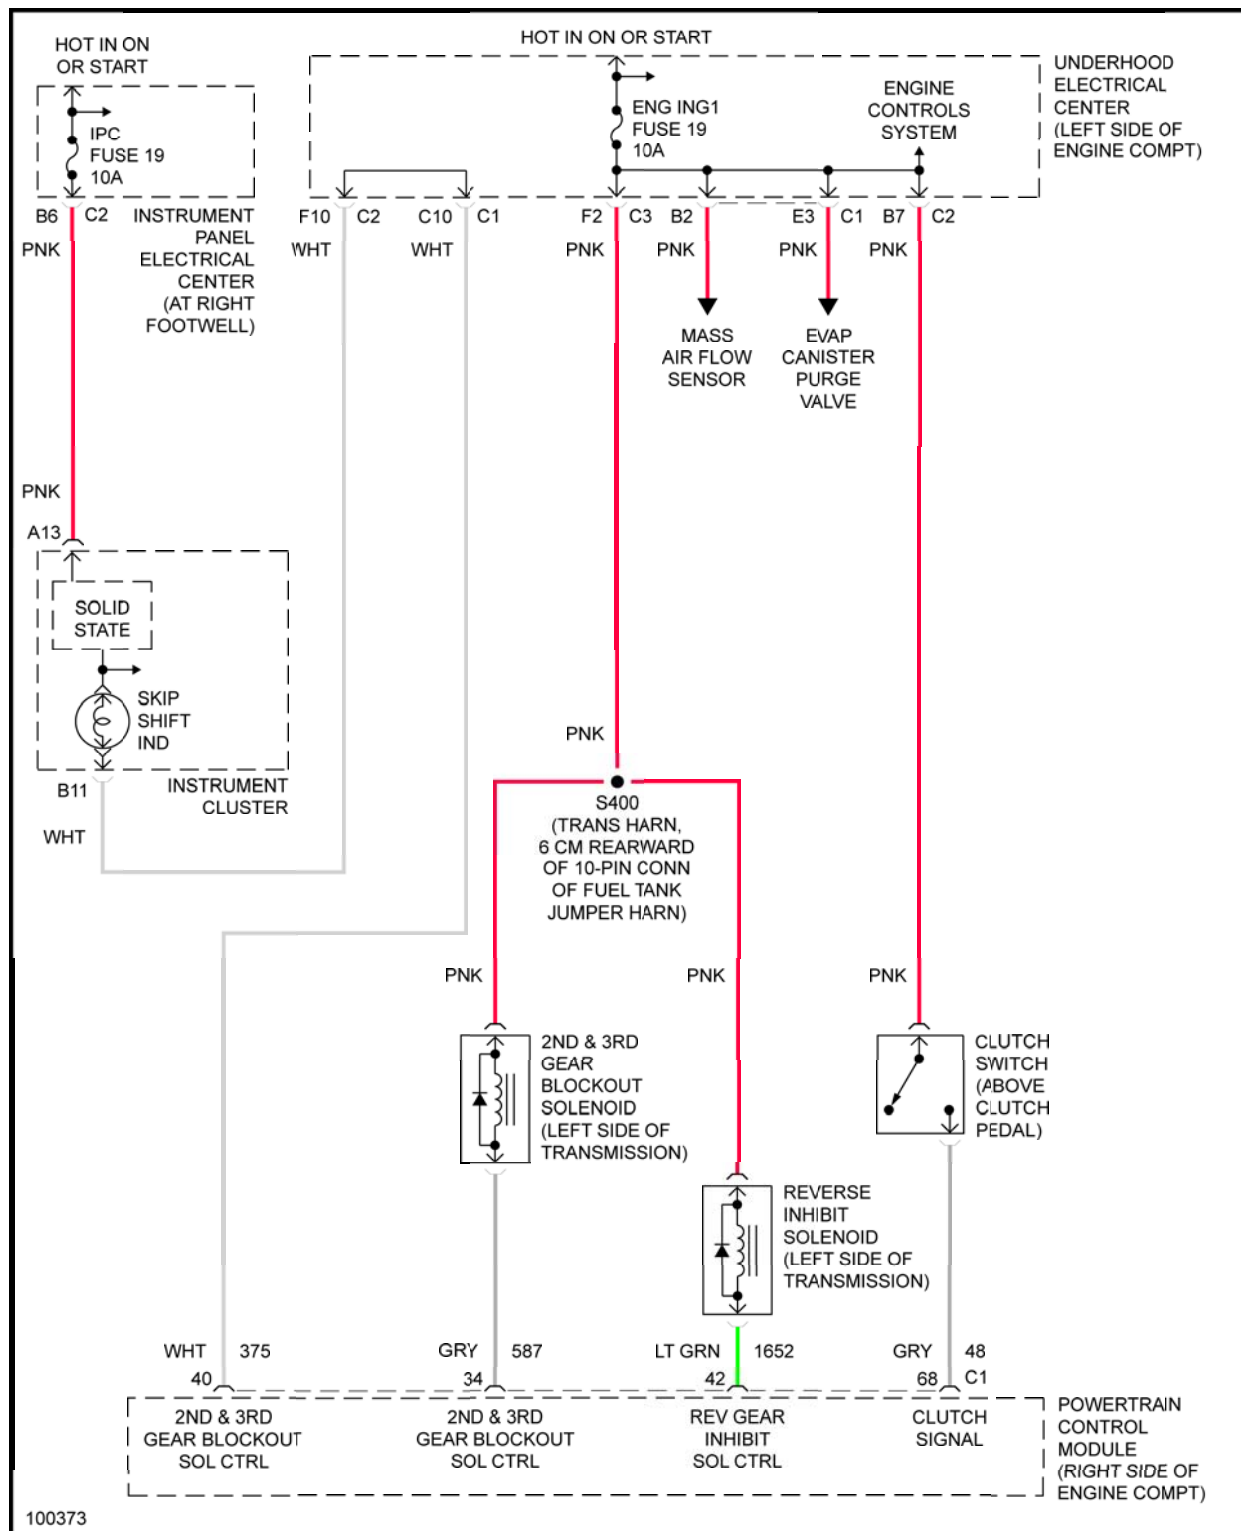 HOT IN ON
OR START
IPC
FUSE 19
10A
B6
C2
INSTRUMENT
PANEL
ELECTRICAL
CENTER
(AT RIGHT
FOOTWELL)
PNK
HOT IN ON OR START
ENG ING1
FUSE 19
10A
ENGINE
CONTROLS
SYSTEM
UNDERHOOD
ELECTRICAL
CENTER
(LEFT SIDE OF
ENGINE COMPT)
F10
C2
C10
C1
F2
C3
B2
E3
C1
B7
C2
WHT
WHT
PNK
PNK
PNK
PNK
MASS
AIR FLOW
SENSOR
EVAP
CANISTER
PURGE
VALVE
PNK
A13
SOLID
STATE
SKIP
SHIFT
IND
B11
INSTRUMENT
CLUSTER
WHT
PNK
S400
(TRANS HARN,
6 CM REARWARD
OF 10-PIN CONN
OF FUEL TANK
JUMPER HARN)
PNK
PNK
PNK
2ND & 3RD
GEAR
BLOCKOUT
SOLENOID
(LEFT SIDE OF
TRANSMISSION)
CLUTCH
SWITCH
(ABOVE
CLUTCH
PEDAL)
REVERSE
INHIBIT
SOLENOID
(LEFT SIDE OF
TRANSMISSION)
WHT
375
GRY
587
LT GRN
1652
GRY
48
40
34
42
68
C1
2ND & 3RD
GEAR BLOCKOUT
SOL CTRL
2ND & 3RD
GEAR BLOCKOUT
SOL CTRL
REV GEAR
INHIBIT
SOL CTRL
CLUTCH
SIGNAL
POWERTRAIN
CONTROL
MODULE
(RIGHT SIDE OF
ENGINE COMPT)
100373